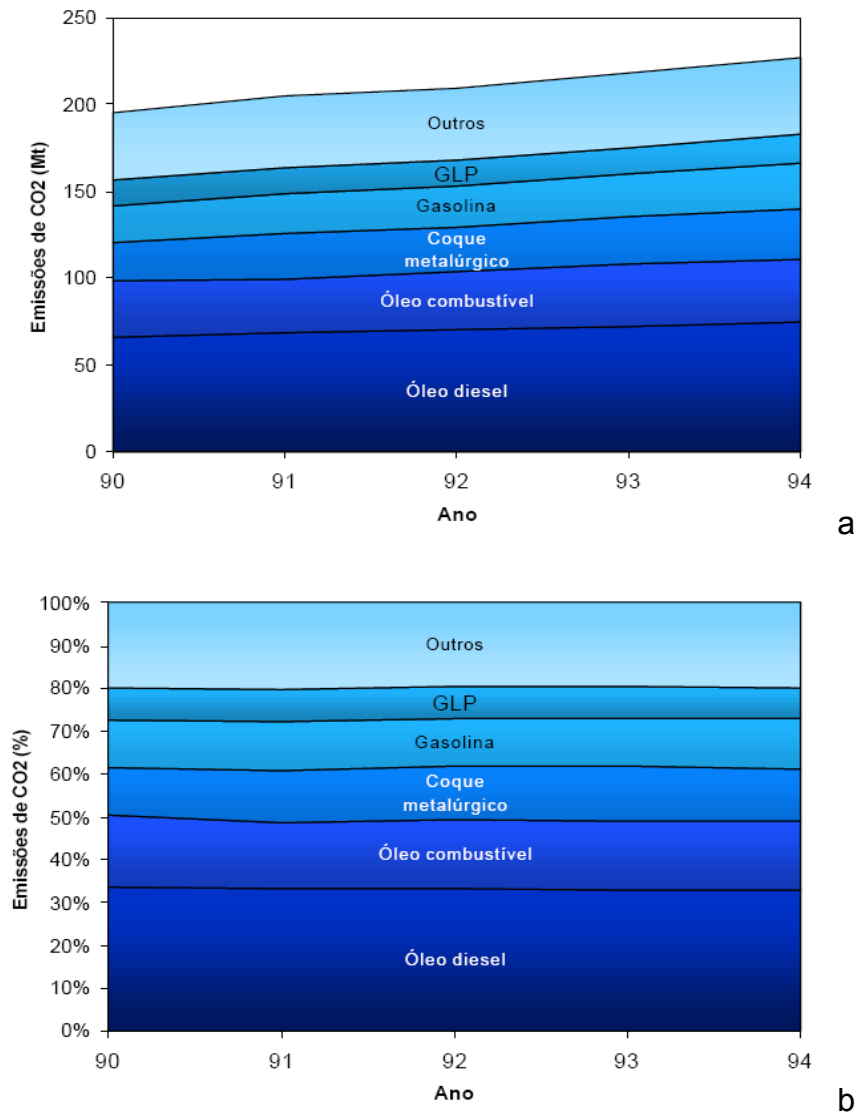 250
200
150
100
50
0
Emissões de CO2 (Mt)
Outros
GLP
Gasolina
Coque
metalúrgico
Óleo combustível
Óleo diesel
90 91 92 93 94
Ano
a
100%
90%
80%
70%
60%
50%
40%
30%
20%
10%
0%
Emissões de CO2 (%)
Outros
GLP
Gasolina
Coque
metalúrgico
Óleo combustível
Óleo diesel
90 91 92 93 94
Ano
b